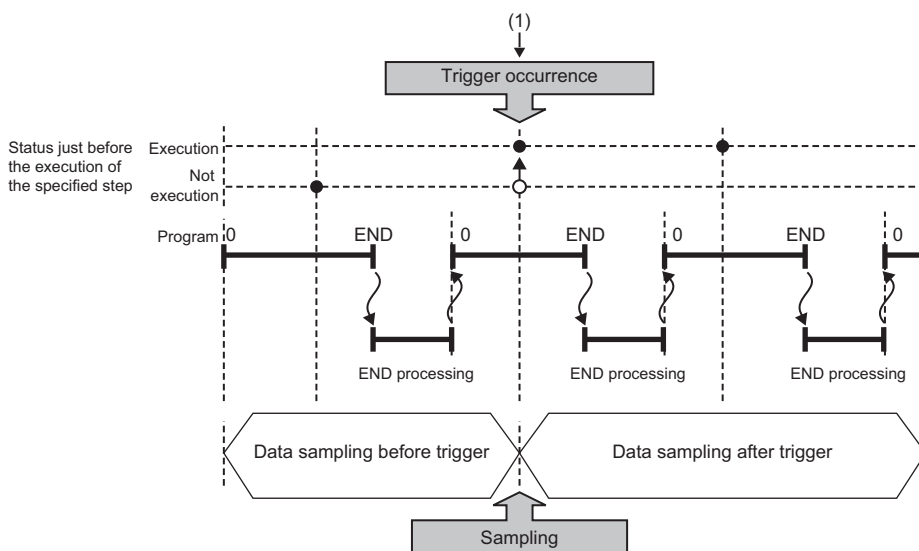 (1)
Trigger occurrence
Status just before
the execution of
the specified step
Execution
Not
execution
Program
0
END
0
END
0
END
0
END processing
END processing
END processing
Data sampling before trigger
Data sampling after trigger
Sampling